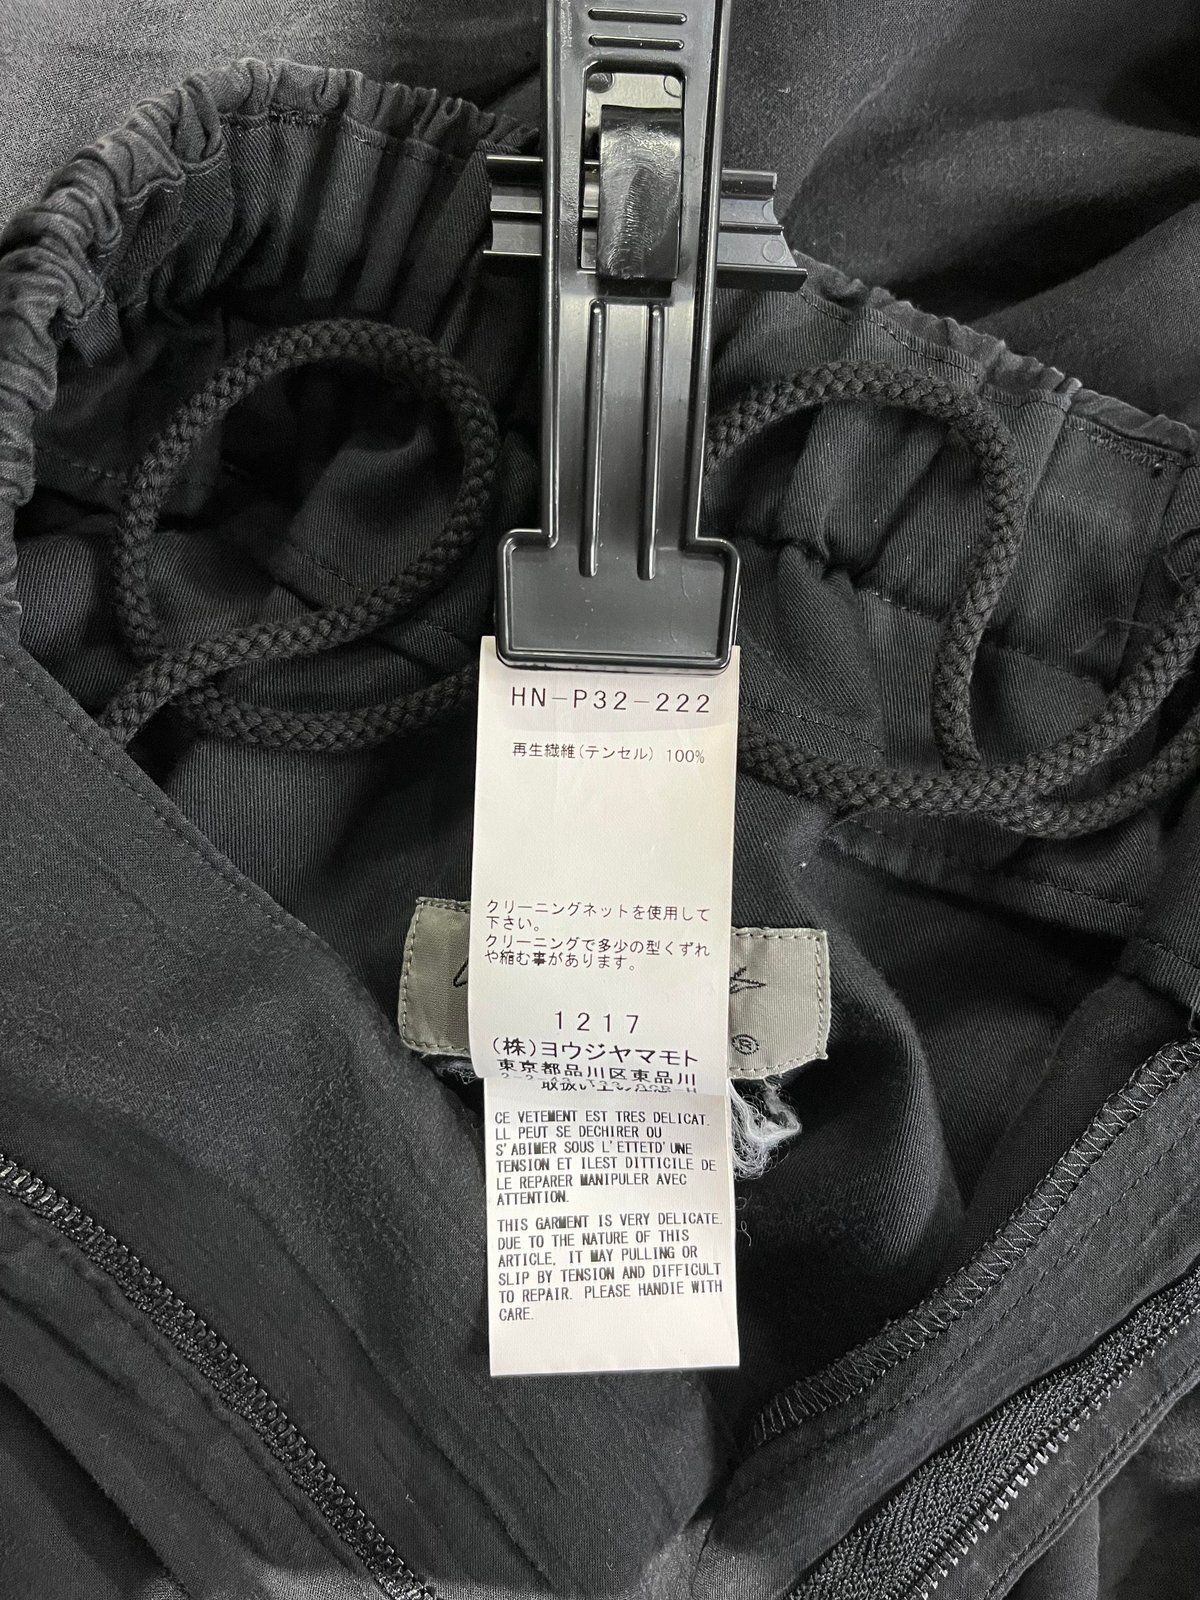 HN-P32-222
再生繊維(テンセル) 100%
クリーニングネットを使用して
下さい。
クリーニングで多少の型くずれ
や縮む事があります。
1217
(株)ヨウジヤマモト
東京都品川区東品川
CE VETEMENT EST TRES DELICAT.
LL PEUT SE DECHIRER OU
S'ABIMER SOUS L'ETTETD'UNE
TENSION ET ILEST DITTICILE DE
LE REPARER MANIPULER AVEC
ATTENTION.
THIS GARMENT IS VERY DELICATE.
DUE TO THE NATURE OF THIS
ARTICLE, IT MAY PULLING OR
SLIP BY TENSION AND DIFFICULT
TO REPAIR. PLEASE HANDIE WITH
CARE.
®